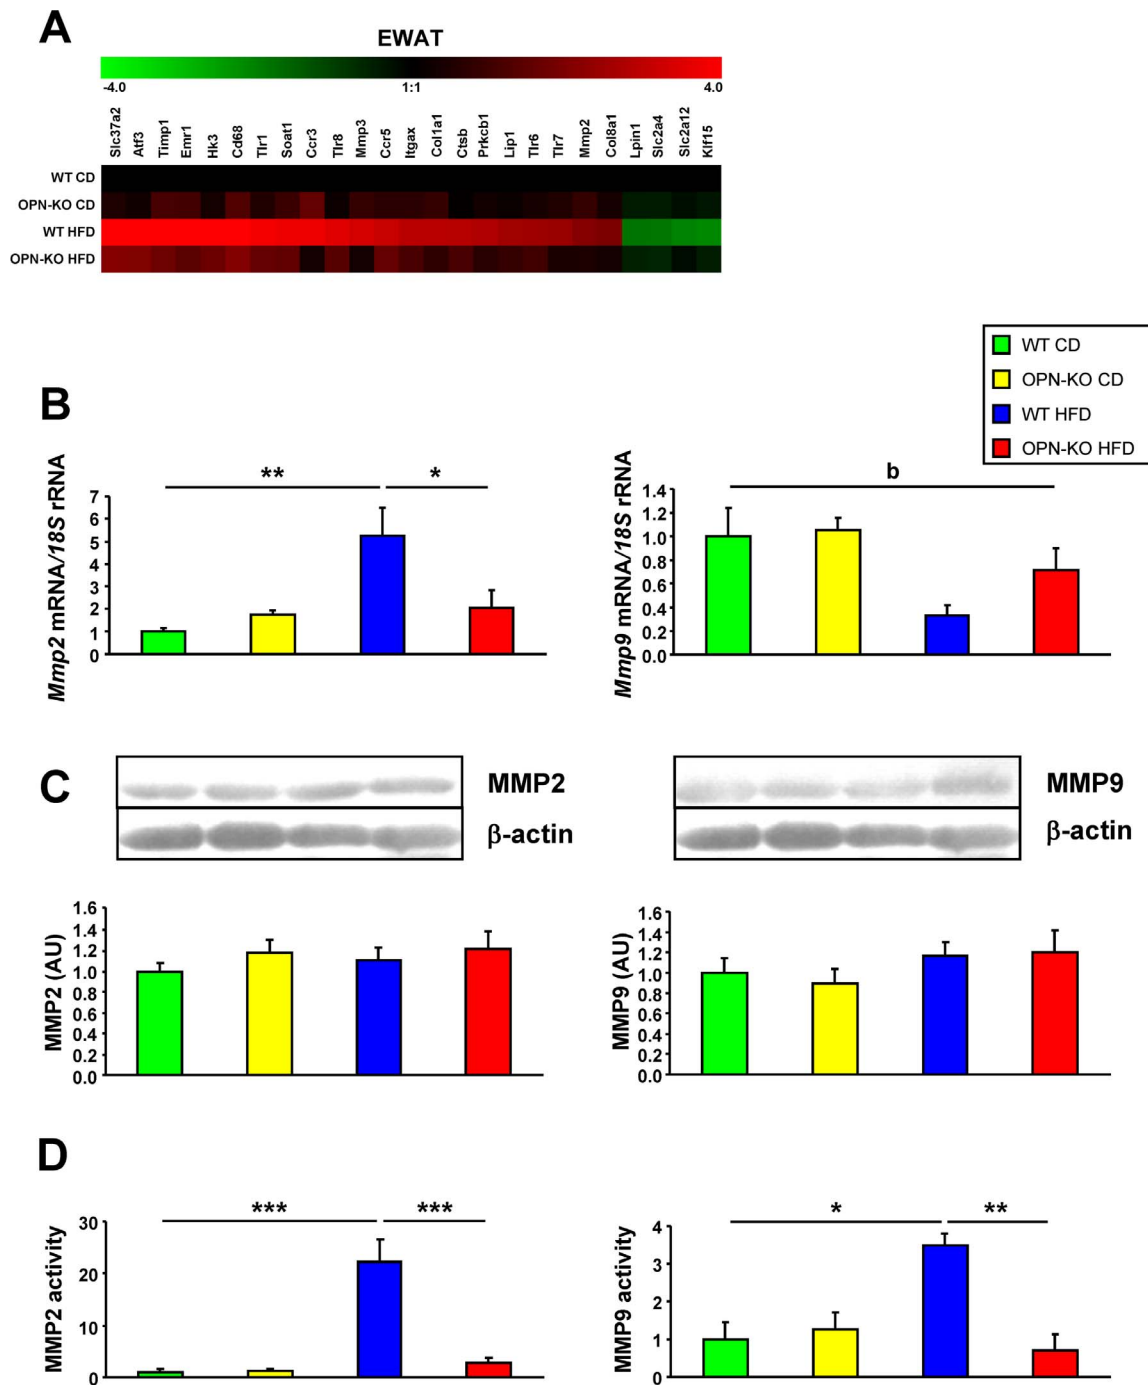 A
EWAT
-4.0 1:1 4.0
Slc37a2 Atf3 Timp1 Emr1 Hk3 Cd68 Tlr1 Soat1 Ccr3 Tlr8 Mmp3 Ccr5 Itgax Col11a1 Ctsb Prkcb1 Lip1 Tlr6 Tlr7 Mmp2 Col8a1 Lpin1 Slc2a4 Slc2a12 Klf15
WT CD
OPN-KO CD
WT HFD
OPN-KO HFD
WT CD
OPN-KO CD
WT HFD
OPN-KO HFD
B
Mmp2 mRNA/18S rRNA
7
6
5
4
3
2
1
0
** *
Mmp9 mRNA/18S rRNA
1.4
1.2
1.0
0.8
0.6
0.4
0.2
0.0
b
C
MMP2
β-actin
MMP9
β-actin
MMP2 (AU)
1.6
1.4
1.2
1.0
0.8
0.6
0.4
0.2
0.0
MMP9 (AU)
1.6
1.4
1.2
1.0
0.8
0.6
0.4
0.2
0.0
D
MMP2 activity
30
20
10
0
*** ***
MMP9 activity
4
3
2
1
0
* **